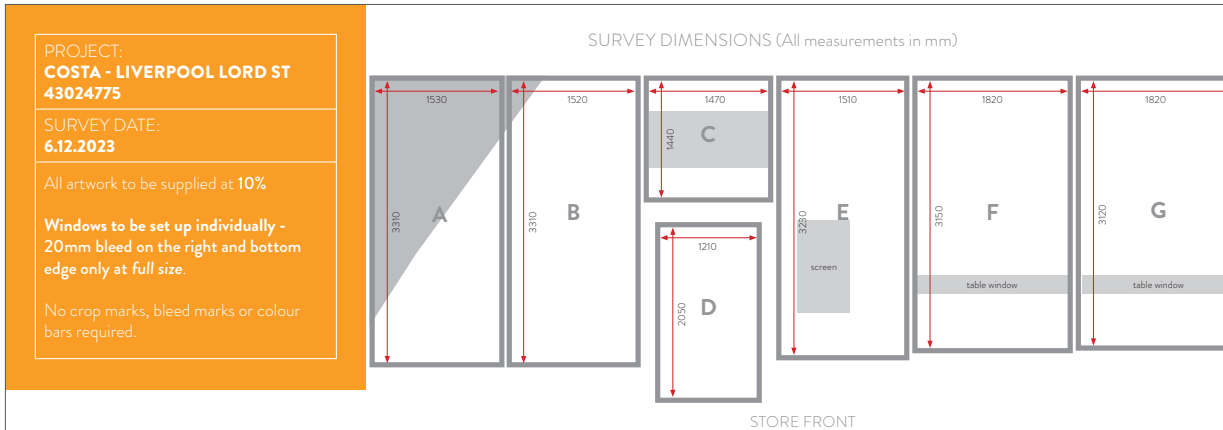 PROJECT:
COSTA - LIVERPOOL LORD ST
43024775
SURVEY DATE:
6.12.2023
All artwork to be supplied at 10%
Windows to be set up individually -
20mm bleed on the right and bottom
edge only at full size.
No crop marks, bleed marks or colour
bars required.
SURVEY DIMENSIONS (All measurements in mm)
1530
3310
A
1520
3310
B
1470
1440
C
1210
2050
D
1510
3230
E
screen
1820
3150
F
table window
1820
3120
G
table window
STORE FRONT